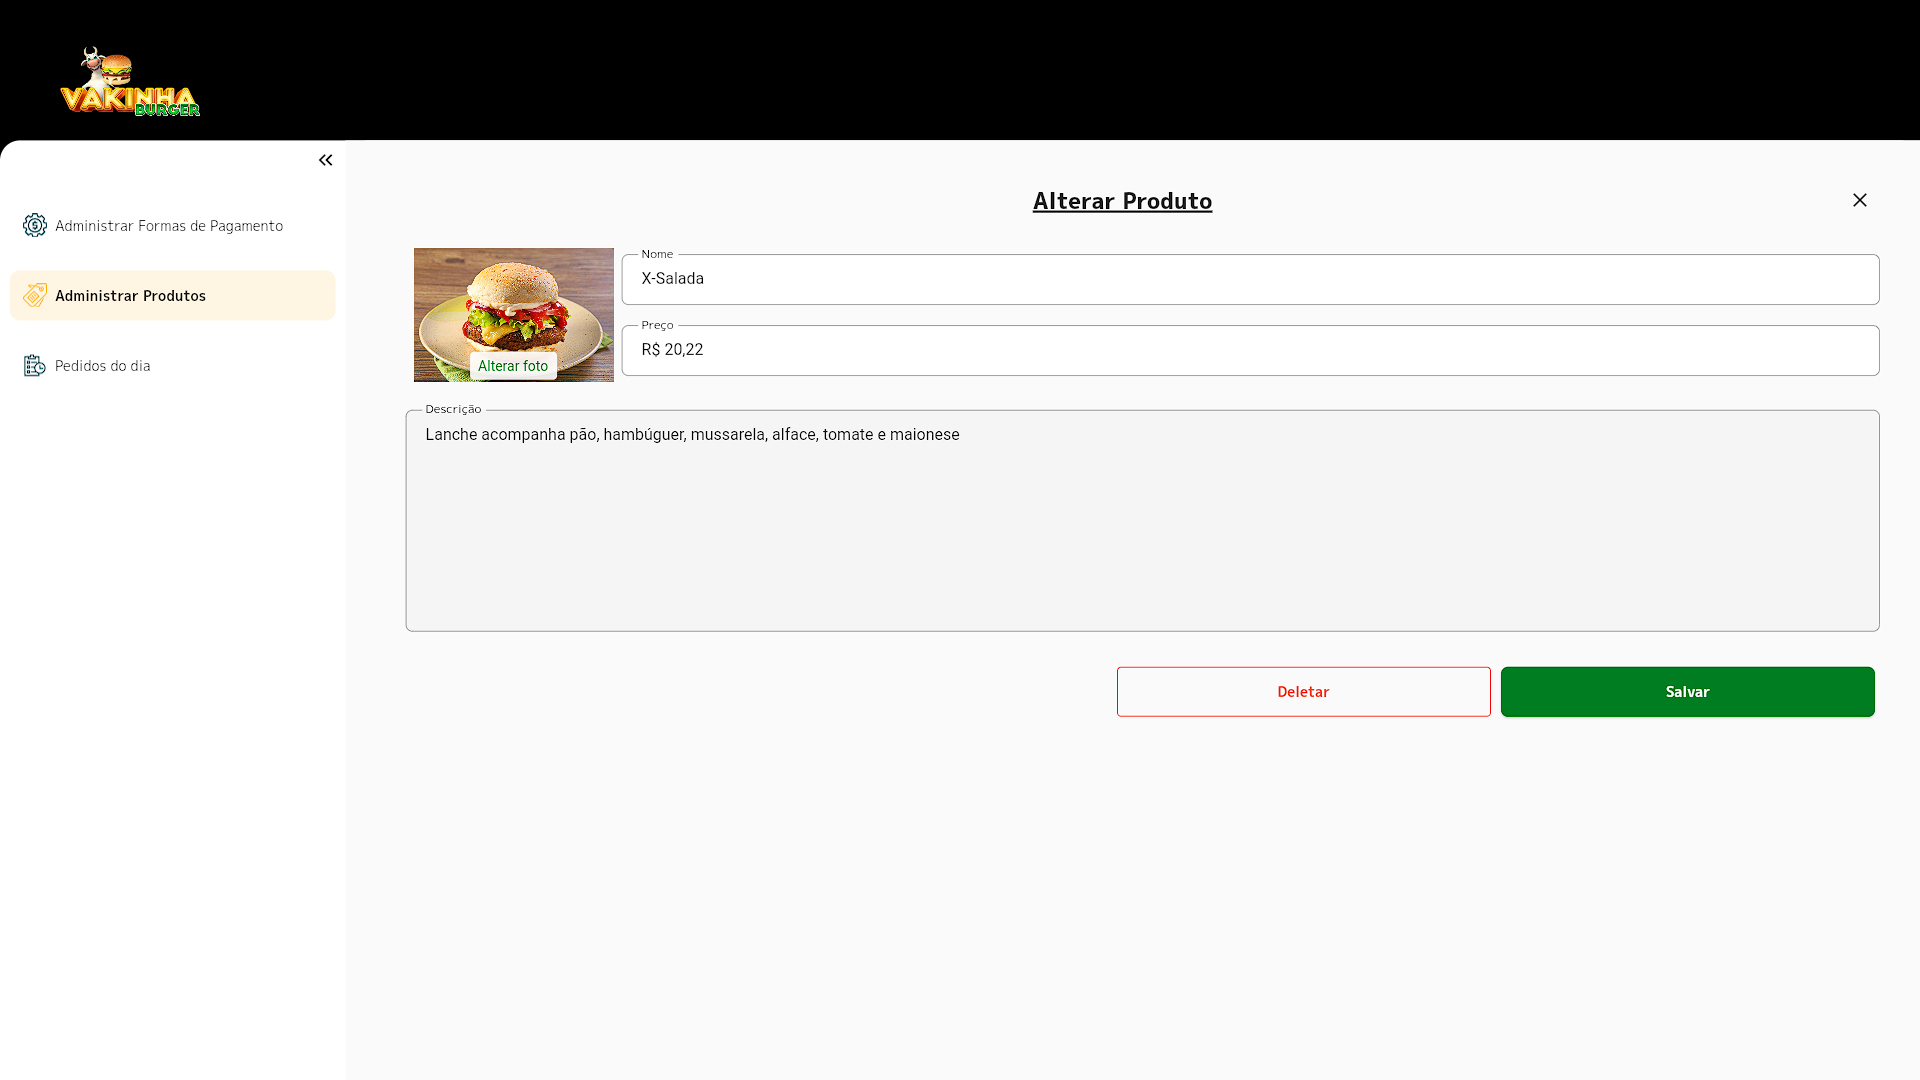 VAKINHA
BURGER
Administrar Formas de Pagamento
Administrar Produtos
Pedidos do dia
Alterar Produto
Alterar foto
Nome
X-Salada
Preço
R$ 20,22
Descrição
Lanche acompanha pão, hambúguer, mussarela, alface, tomate e maionese
Deletar
Salvar